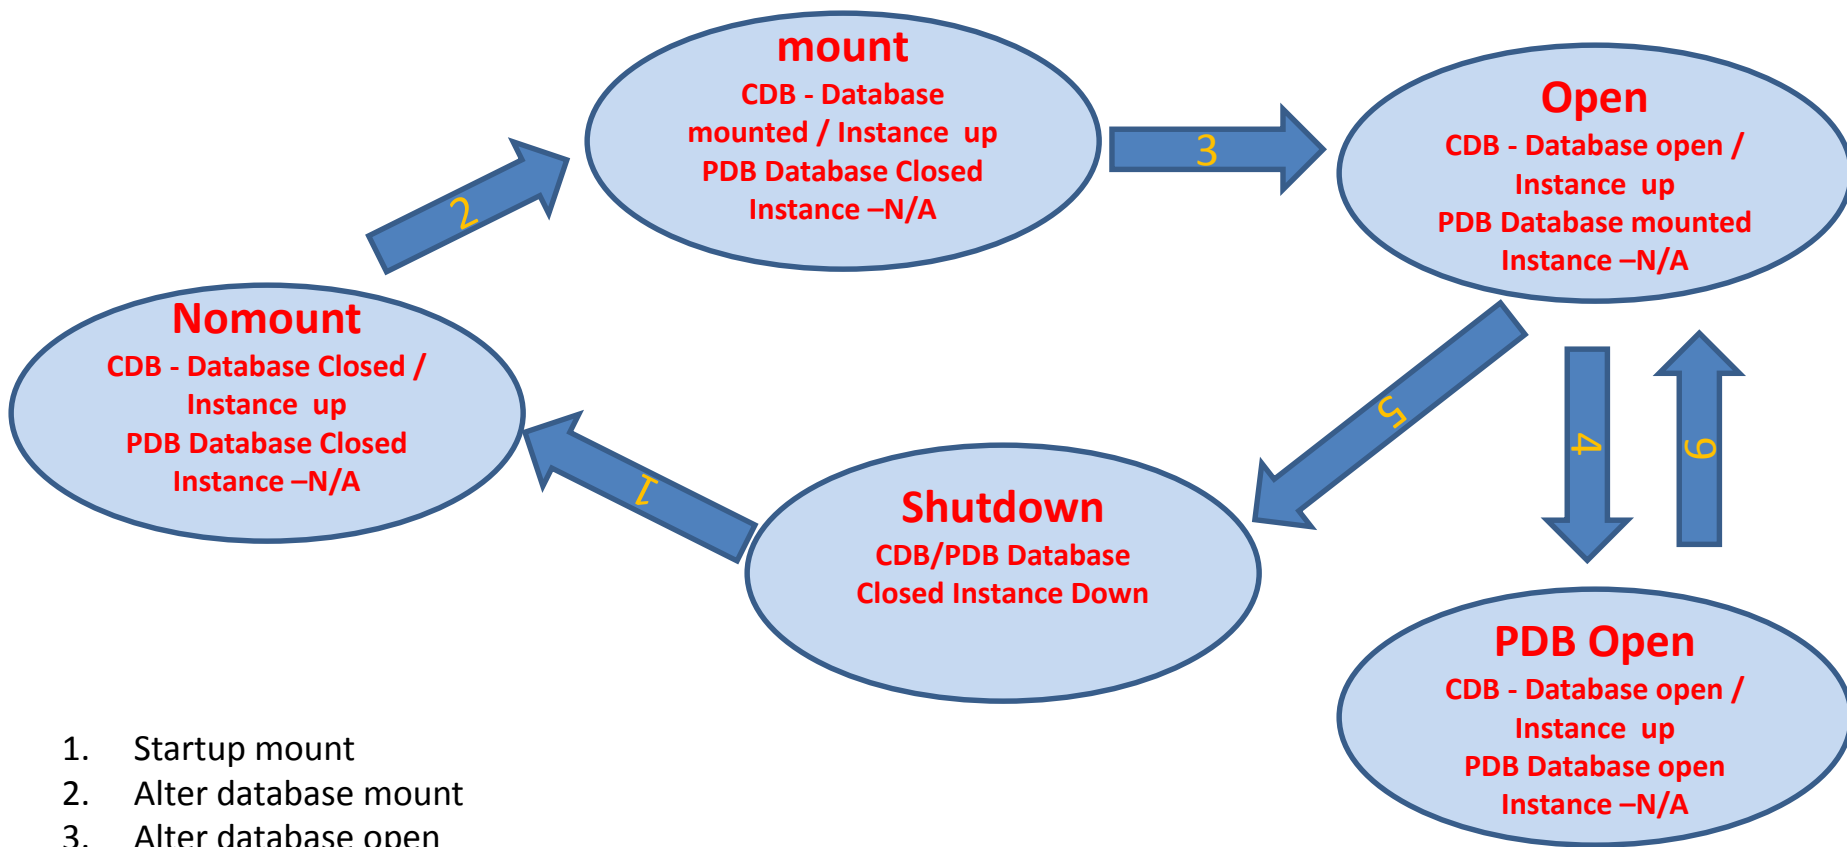 mount
CDB - Database
mounted / Instance up
PDB Database Closed
Instance –N/A
Open
CDB - Database open /
Instance up
PDB Database mounted
Instance –N/A
3
2
Nomount
CDB - Database Closed /
Instance up
PDB Database Closed
Instance –N/A
5
4
6
1
Shutdown
CDB/PDB Database
Closed Instance Down
PDB Open
CDB - Database open /
Instance up
PDB Database open
Instance –N/A
1. Startup mount
2. Alter database mount
3. Alter database open